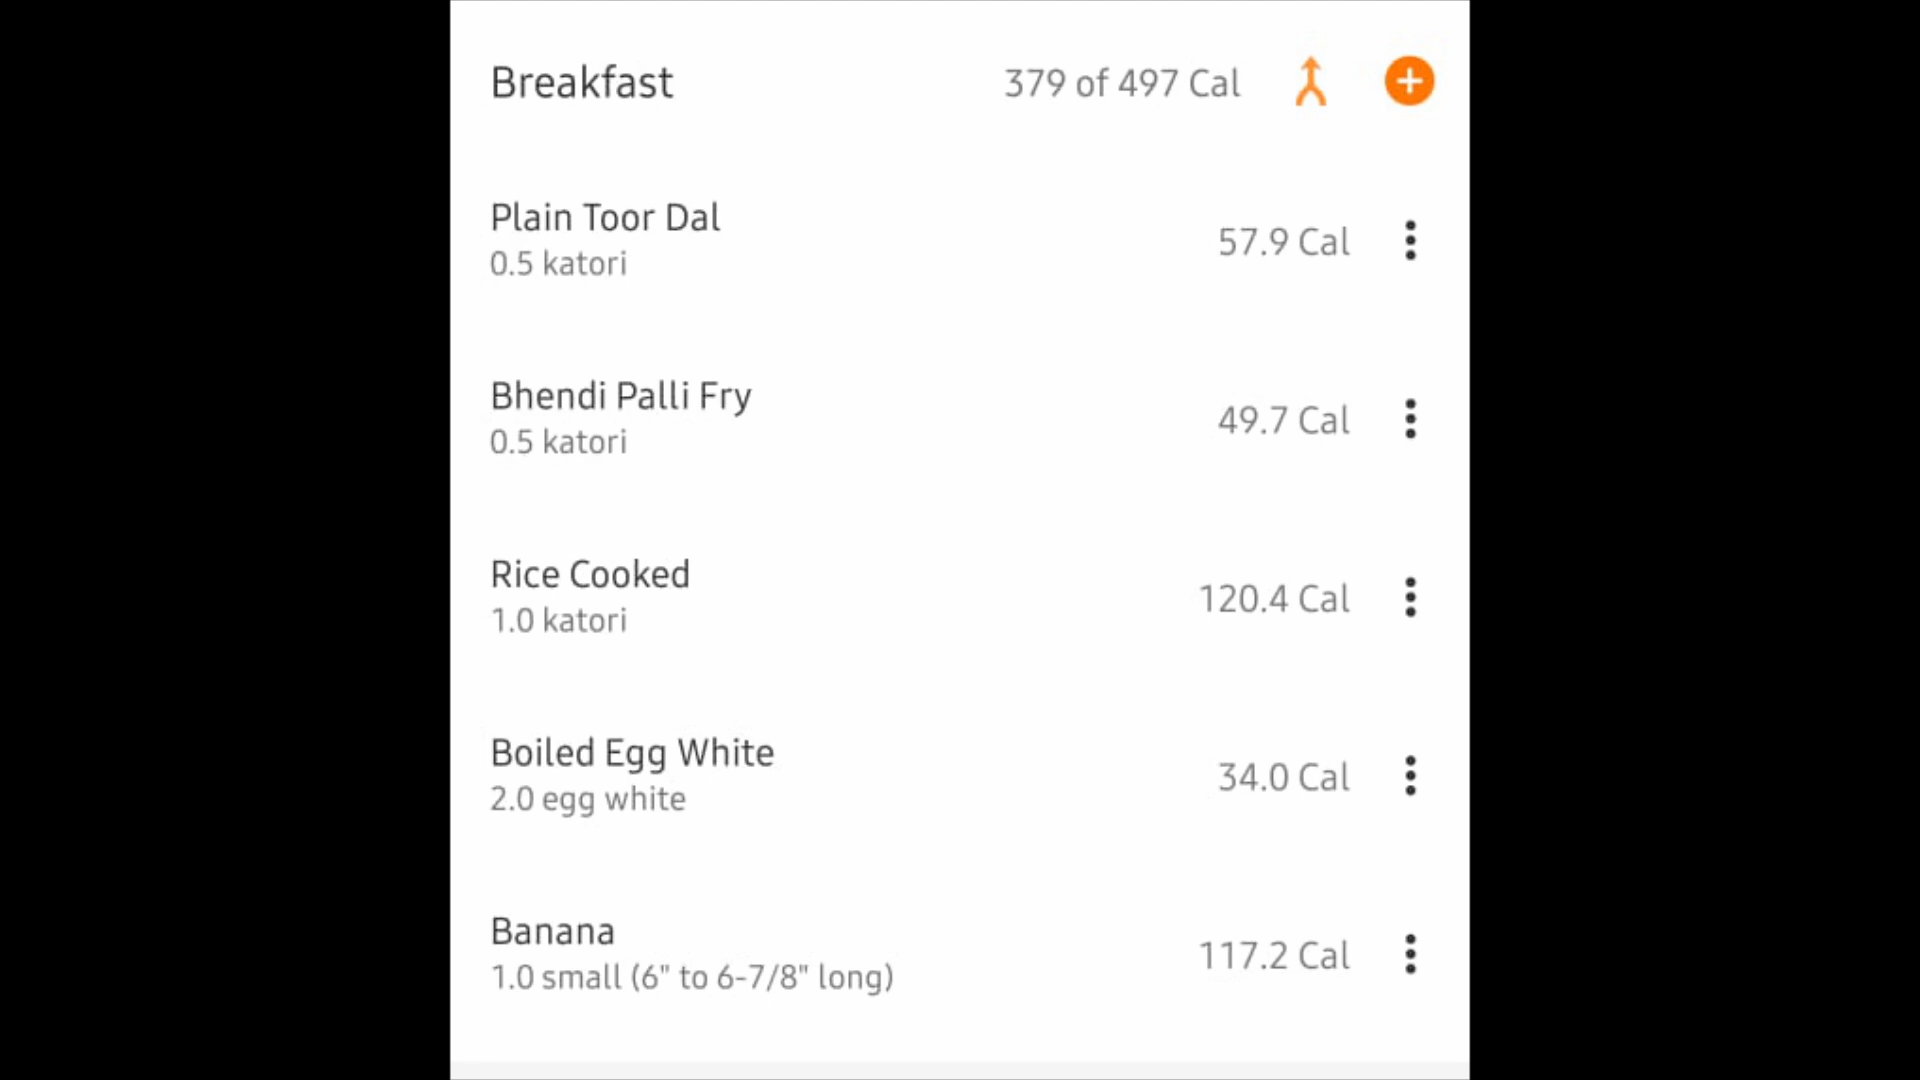 Breakfast
379 of 497 Cal
Plain Toor Dal
0.5 katori
57.9 Cal
Bhendi Palli Fry
0.5 katori
49.7 Cal
Rice Cooked
1.0 katori
120.4 Cal
Boiled Egg White
2.0 egg white
34.0 Cal
Banana
1.0 small (6" to 6-7/8" long)
117.2 Cal